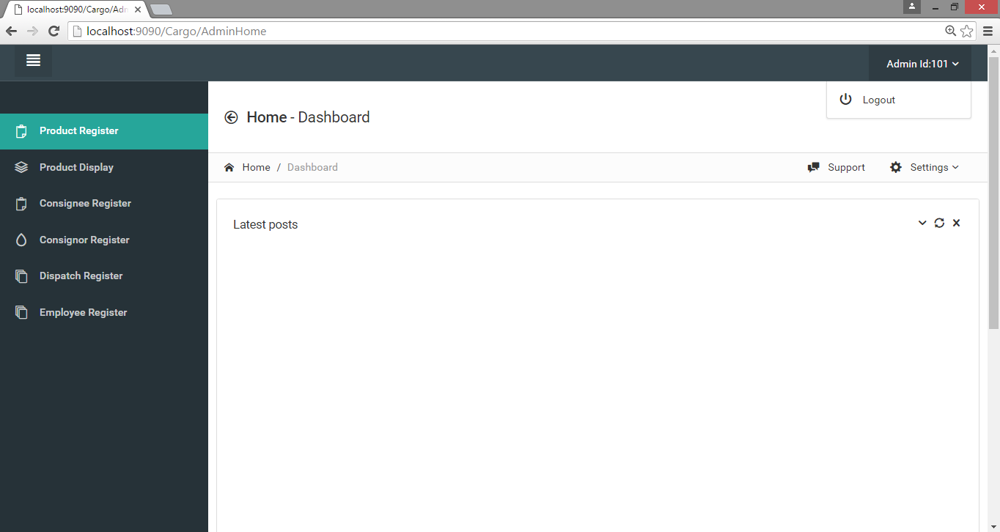 localhost:9090/Cargo/Adm
localhost:9090/Cargo/AdminHome
Admin Id:101
Logout
Home - Dashboard
Home / Dashboard
Support
Settings
Product Register
Product Display
Consignee Register
Consignor Register
Dispatch Register
Employee Register
Latest posts